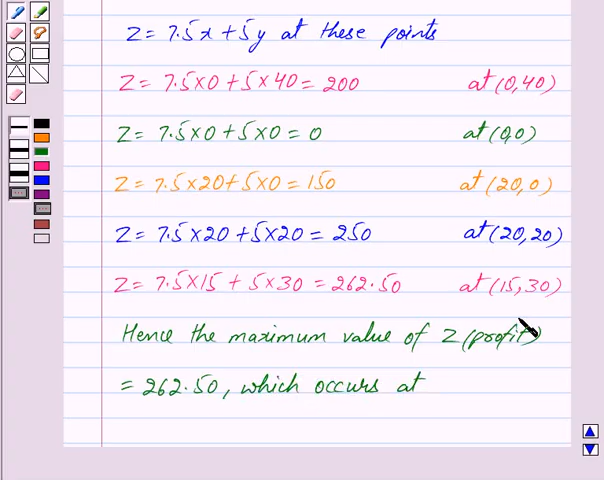 Z = 7.5x + 5y at these points
Z = 7.5×0 + 5×40 = 200 at (0,40)
Z = 7.5×0 + 5×0 = 0 at (0,0)
Z = 7.5×20 + 5×0 = 150 at (20,0)
Z = 7.5×20 + 5×20 = 250 at (20,20)
Z = 7.5×15 + 5×30 = 262.50 at (15,30)
Hence the maximum value of Z (profit)
= 262.50, which occurs at